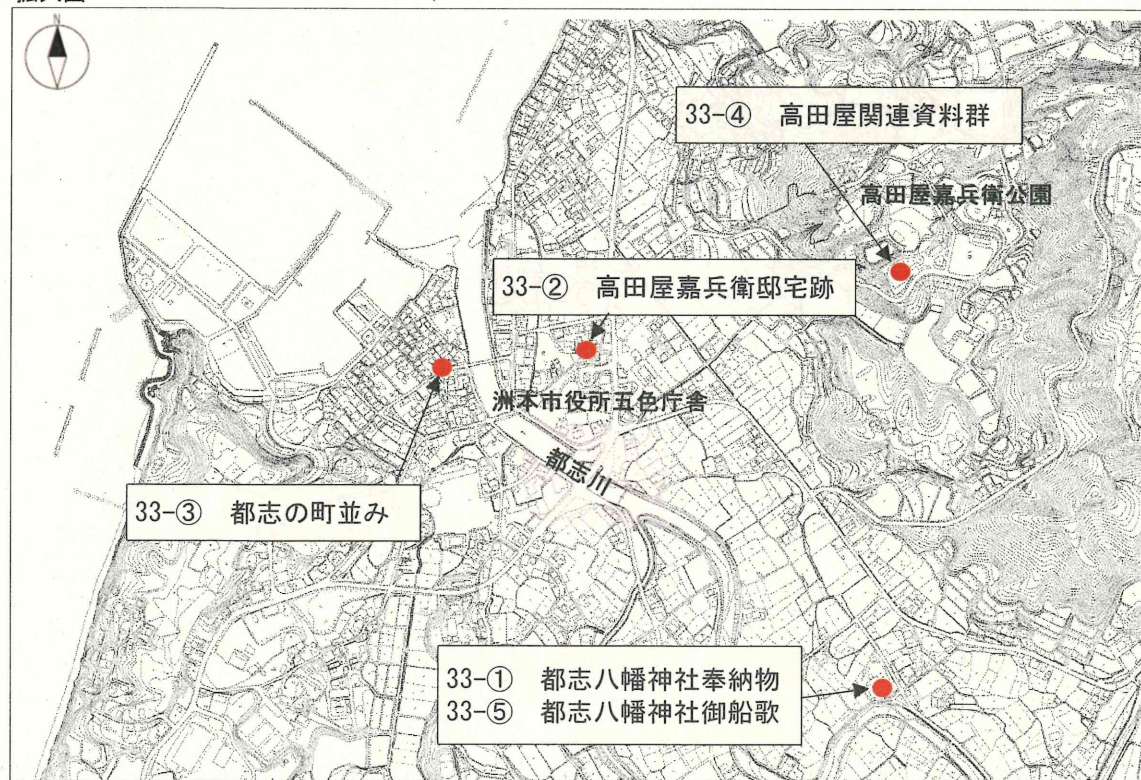 N
33-④ 高田屋関連資料群
高田屋嘉兵衛公園
33-② 高田屋嘉兵衛邸宅跡
洲本市役所五色庁舎
都志川
33-③ 都志の町並み
33-① 都志八幡神社奉納物
33-⑤ 都志八幡神社御船歌